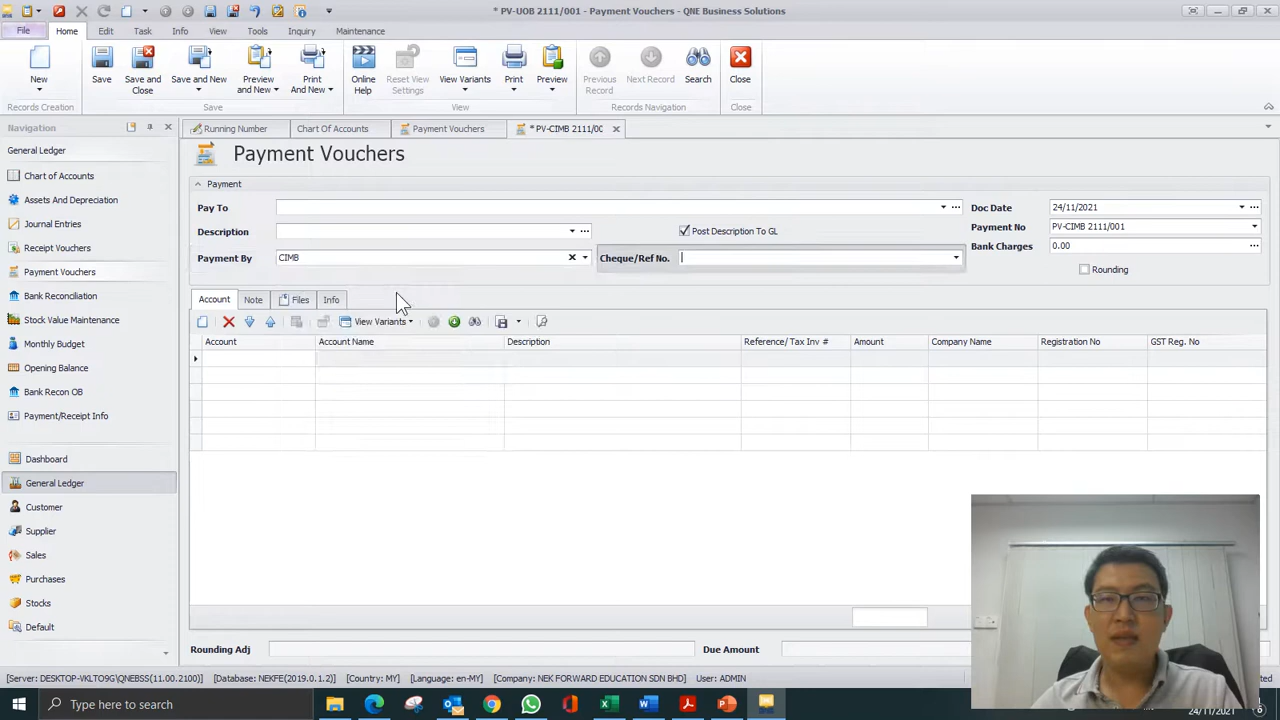 * PV-UOB 2111/001 - Payment Vouchers - QNE Business Solutions
File Home Edit Task Info View Tools Inquiry Maintenance
New Save Save and Close Save and New Preview and New Print And New Online Help Reset View Settings View Variants Print Preview Previous Record Next Record Search Close
Records Creation Save View Records Navigation Close
Navigation
Running Number Chart Of Accounts Payment Vouchers * PV-CIMB 2111/00
General Ledger
Chart of Accounts
Assets And Depreciation
Journal Entries
Receipt Vouchers
Payment Vouchers
Bank Reconciliation
Stock Value Maintenance
Monthly Budget
Opening Balance
Bank Recon OB
Payment/Receipt Info
Dashboard
General Ledger
Customer
Supplier
Sales
Purchases
Stocks
Default
Payment Vouchers
Payment
Pay To Doc Date 24/11/2021
Description Post Description To GL Payment No PV-CIMB 2111/001
Bank Charges 0.00
Payment By CIMB Cheque/Ref No.
Rounding
Account Note Files Info
View Variants
Account Account Name Description Reference/ Tax Inv # Amount Company Name Registration No GST Reg. No
Rounding Adj Due Amount
[Server: DESKTOP-VKLTO9G\QNEBSS(11.00.2100)] [Database: NEKFE(2019.0.1.2)] [Country: MY] [Language: en-MY] [Company: NEK FORWARD EDUCATION SDN BHD] User: ADMIN
Type here to search
24/11/2021